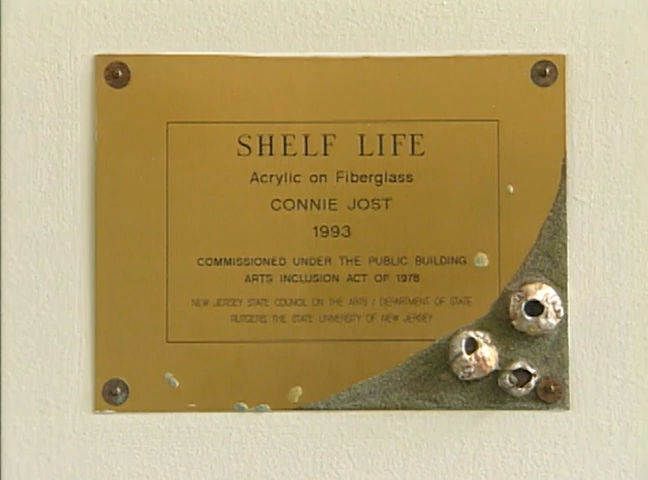 SHELF LIFE
Acrylic on Fiberglass
CONNIE JOST
1993
COMMISSIONED UNDER THE PUBLIC BUILDING
ARTS INCLUSION ACT OF 1978
NEW JERSEY STATE COUNCIL ON THE ARTS / DEPARTMENT OF STATE
RUTGERS, THE STATE UNIVERSITY OF NEW JERSEY